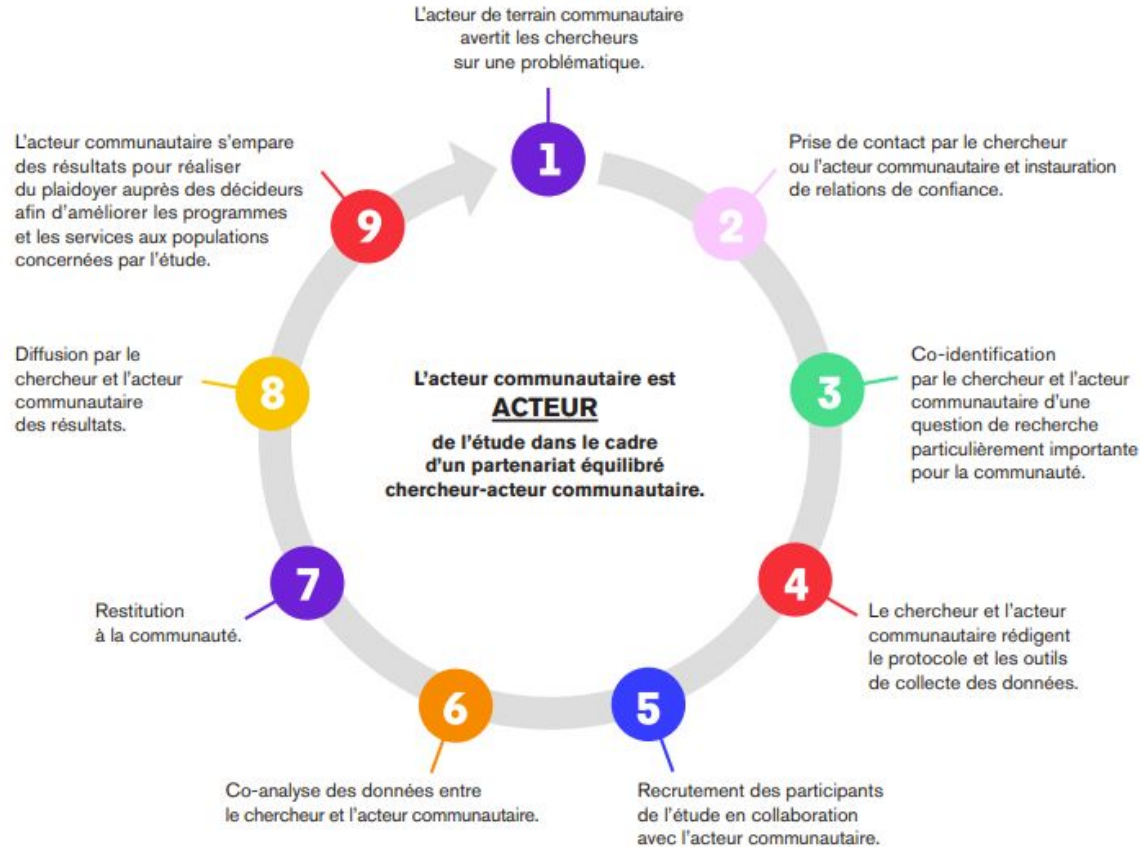 L'acteur de terrain communautaire
avertit les chercheurs
sur une problématique.
1
Prise de contact par le chercheur
ou l'acteur communautaire et instauration
de relations de confiance.
2
Co-identification
par le chercheur et l'acteur
communautaire d'une
question de recherche
particulièrement importante
pour la communauté.
3
Le chercheur et l'acteur
communautaire rédigent
le protocole et les outils
de collecte des données.
4
Recrutement des participants
de l'étude en collaboration
avec l'acteur communautaire.
5
Co-analyse des données entre
le chercheur et l'acteur communautaire.
6
Restitution
à la communauté.
7
Diffusion par le
chercheur et l'acteur
communautaire
des résultats.
8
L'acteur communautaire s'empare
des résultats pour réaliser
du plaidoyer auprès des décideurs
afin d'améliorer les programmes
et les services aux populations
concernées par l'étude.
9
L'acteur communautaire est
ACTEUR
de l'étude dans le cadre
d'un partenariat équilibré
chercheur-acteur communautaire.